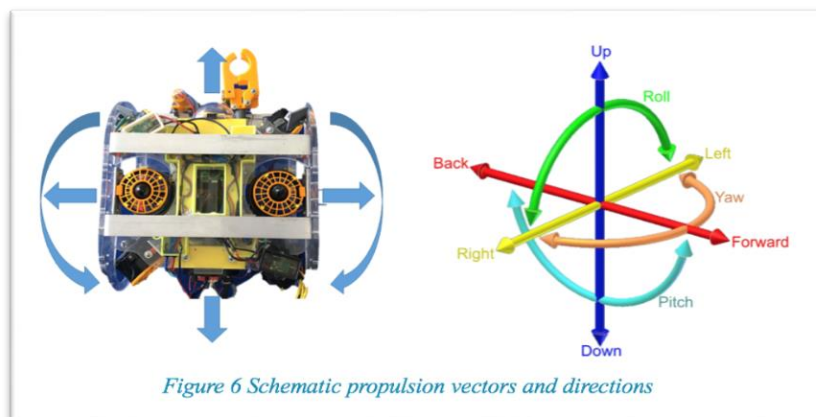 Up
Roll
Back
Left
Yaw
Right
Forward
Pitch
Down
Figure 6 Schematic propulsion vectors and directions